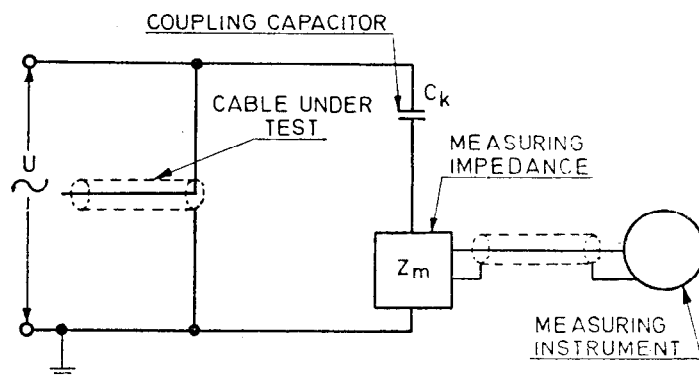 COUPLING CAPACITOR
Ck
CABLE UNDER
TEST
MEASURING
IMPEDANCE
U
Zm
MEASURING
INSTRUMENT